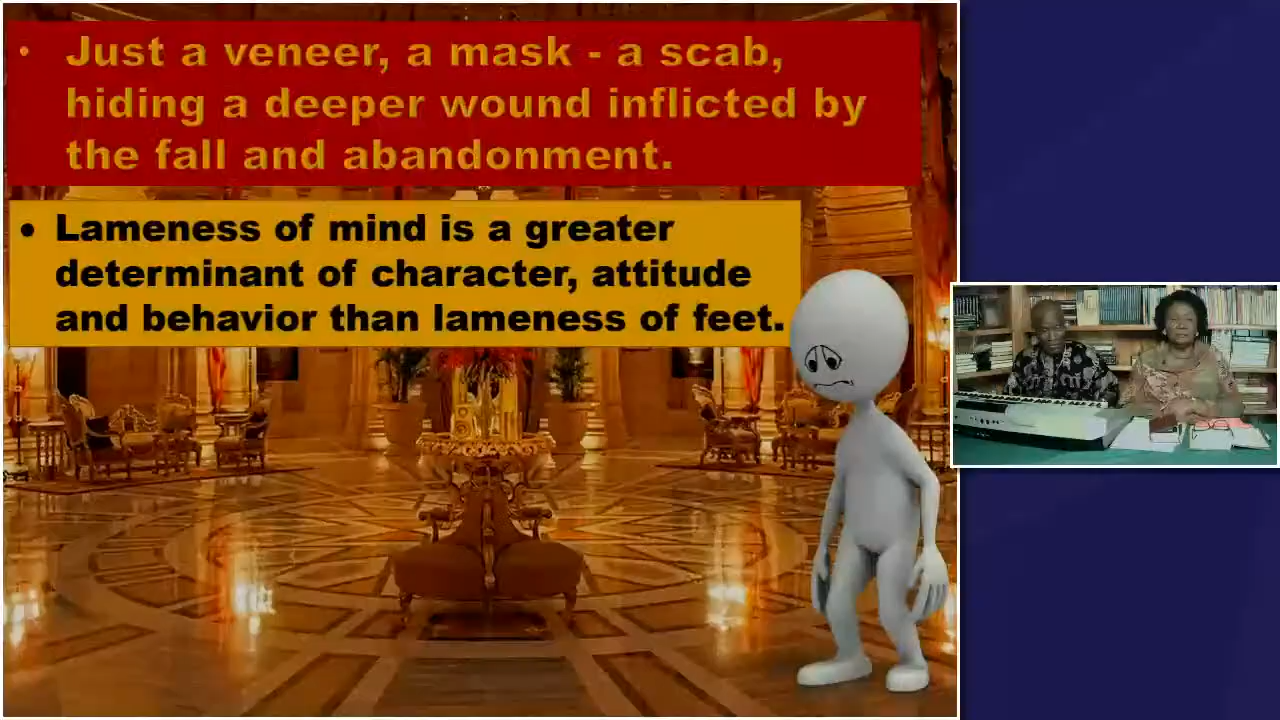 • Just a veneer, a mask - a scab,
hiding a deeper wound inflicted by
the fall and abandonment.
• Lameness of mind is a greater
determinant of character, attitude
and behavior than lameness of feet.